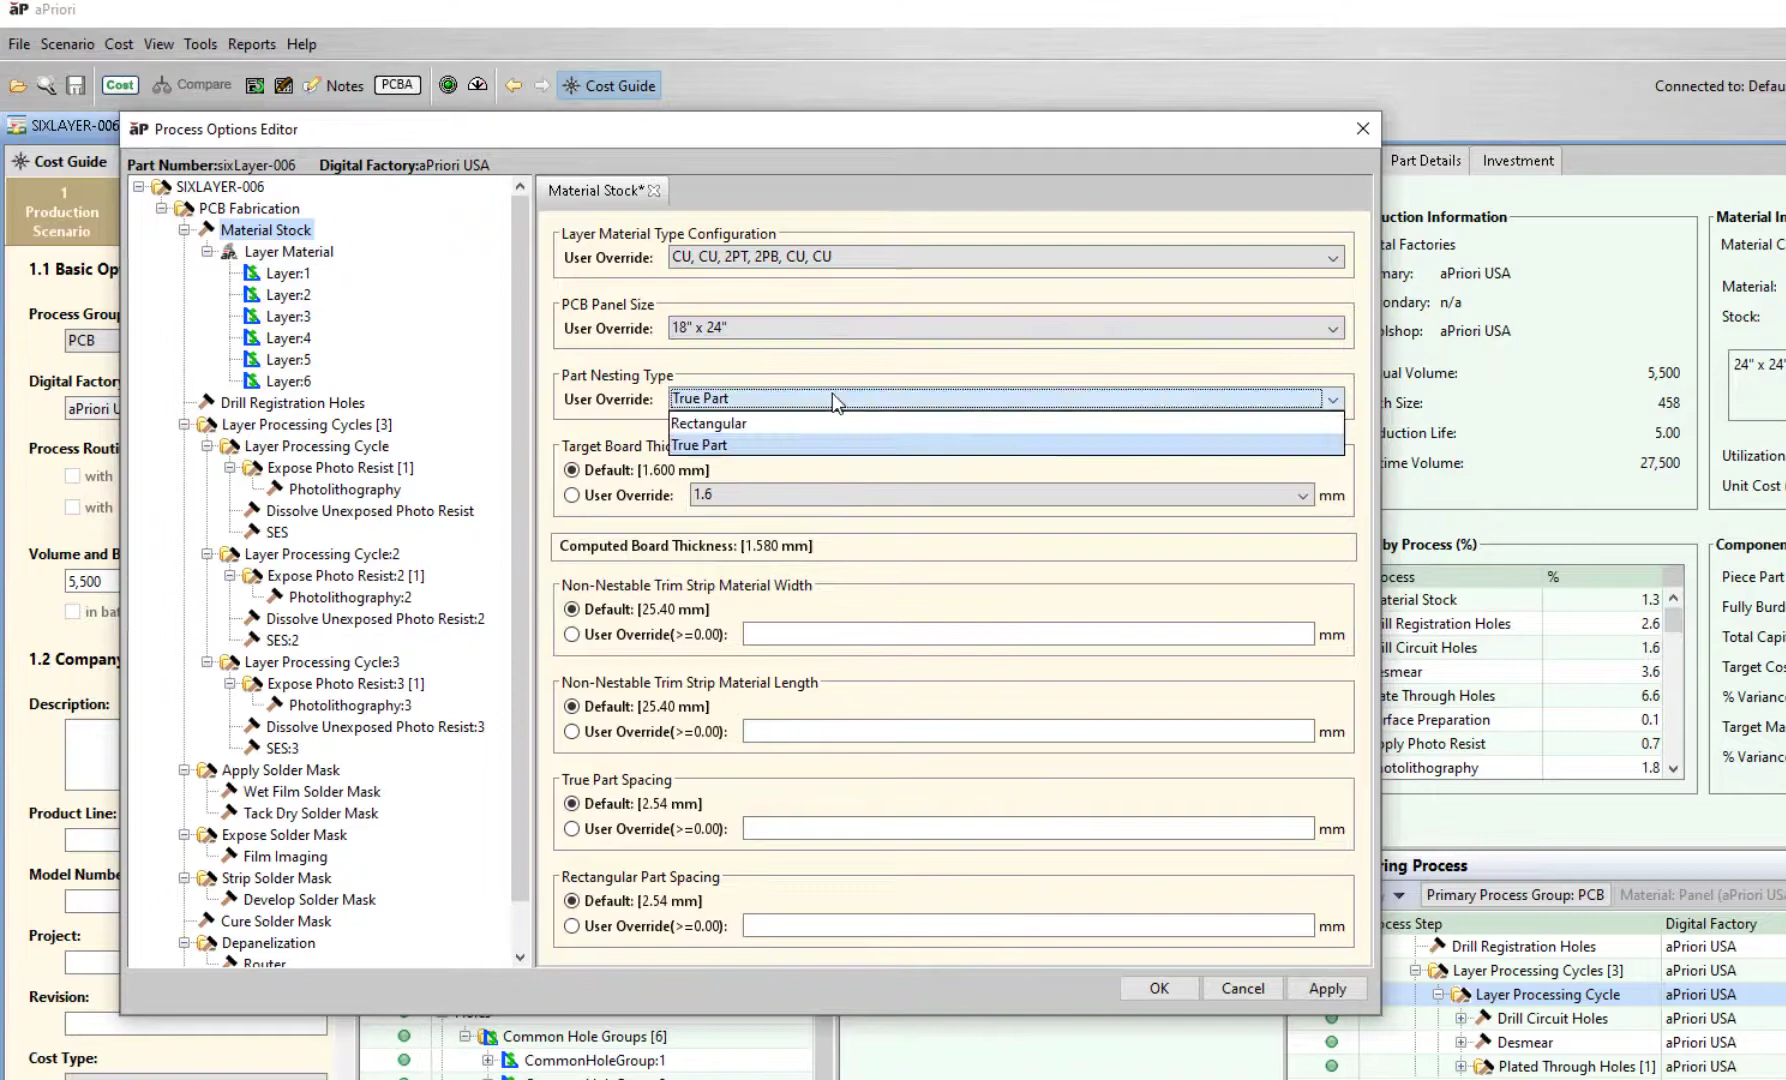 aP aPriori
File Scenario Cost View Tools Reports Help
Cost Compare Notes PCBA Cost Guide Connected to: Defau
SIXLAYER-006
aP Process Options Editor
Part Number:sixLayer-006 Digital Factory:aPriori USA
Cost Guide
1
Production
Scenario
1.1 Basic Op
Process Grou
PCB
Digital Factor
aPriori U
Process Routi
with
with
Volume and B
5,500
in bat
1.2 Company
Description:
Product Line:
Model Numbe
Project:
Revision:
Cost Type:
SIXLAYER-006
PCB Fabrication
Material Stock
Layer Material
Layer:1
Layer:2
Layer:3
Layer:4
Layer:5
Layer:6
Drill Registration Holes
Layer Processing Cycles [3]
Layer Processing Cycle
Expose Photo Resist [1]
Photolithography
Dissolve Unexposed Photo Resist
SES
Layer Processing Cycle:2
Expose Photo Resist:2 [1]
Photolithography:2
Dissolve Unexposed Photo Resist:2
SES:2
Layer Processing Cycle:3
Expose Photo Resist:3 [1]
Photolithography:3
Dissolve Unexposed Photo Resist:3
SES:3
Apply Solder Mask
Wet Film Solder Mask
Tack Dry Solder Mask
Expose Solder Mask
Film Imaging
Strip Solder Mask
Develop Solder Mask
Cure Solder Mask
Depanelization
Router
Material Stock*
Layer Material Type Configuration
User Override: CU, CU, 2PT, 2PB, CU, CU
PCB Panel Size
User Override: 18" x 24"
Part Nesting Type
User Override: True Part
Rectangular
True Part
Target Board Thic
Default: [1.600 mm]
User Override: 1.6 mm
Computed Board Thickness: [1.580 mm]
Non-Nestable Trim Strip Material Width
Default: [25.40 mm]
User Override(>=0.00): mm
Non-Nestable Trim Strip Material Length
Default: [25.40 mm]
User Override(>=0.00): mm
True Part Spacing
Default: [2.54 mm]
User Override(>=0.00): mm
Rectangular Part Spacing
Default: [2.54 mm]
User Override(>=0.00): mm
OK Cancel Apply
Common Hole Groups [6]
CommonHoleGroup:1
Part Details Investment
uction Information
tal Factories
mary: aPriori USA
ondary: n/a
olshop: aPriori USA
ual Volume: 5,500
h Size: 458
duction Life: 5.00
time Volume: 27,500
Material In
Material C
Material:
Stock:
24" x 24"
Utilization
Unit Cost (
by Process (%)
ocess %
aterial Stock 1.3
ill Registration Holes 2.6
ill Circuit Holes 1.6
esmear 3.6
ate Through Holes 6.6
rface Preparation 0.1
pply Photo Resist 0.7
otolithography 1.8
Componen
Piece Part
Fully Burd
Total Capi
Target Cos
% Varianc
Target Ma
% Varianc
ring Process
Primary Process Group: PCB Material: Panel (aPriori US
cess Step Digital Factory
Drill Registration Holes aPriori USA
Layer Processing Cycles [3] aPriori USA
Layer Processing Cycle aPriori USA
Drill Circuit Holes aPriori USA
Desmear aPriori USA
Plated Through Holes [1] aPriori USA